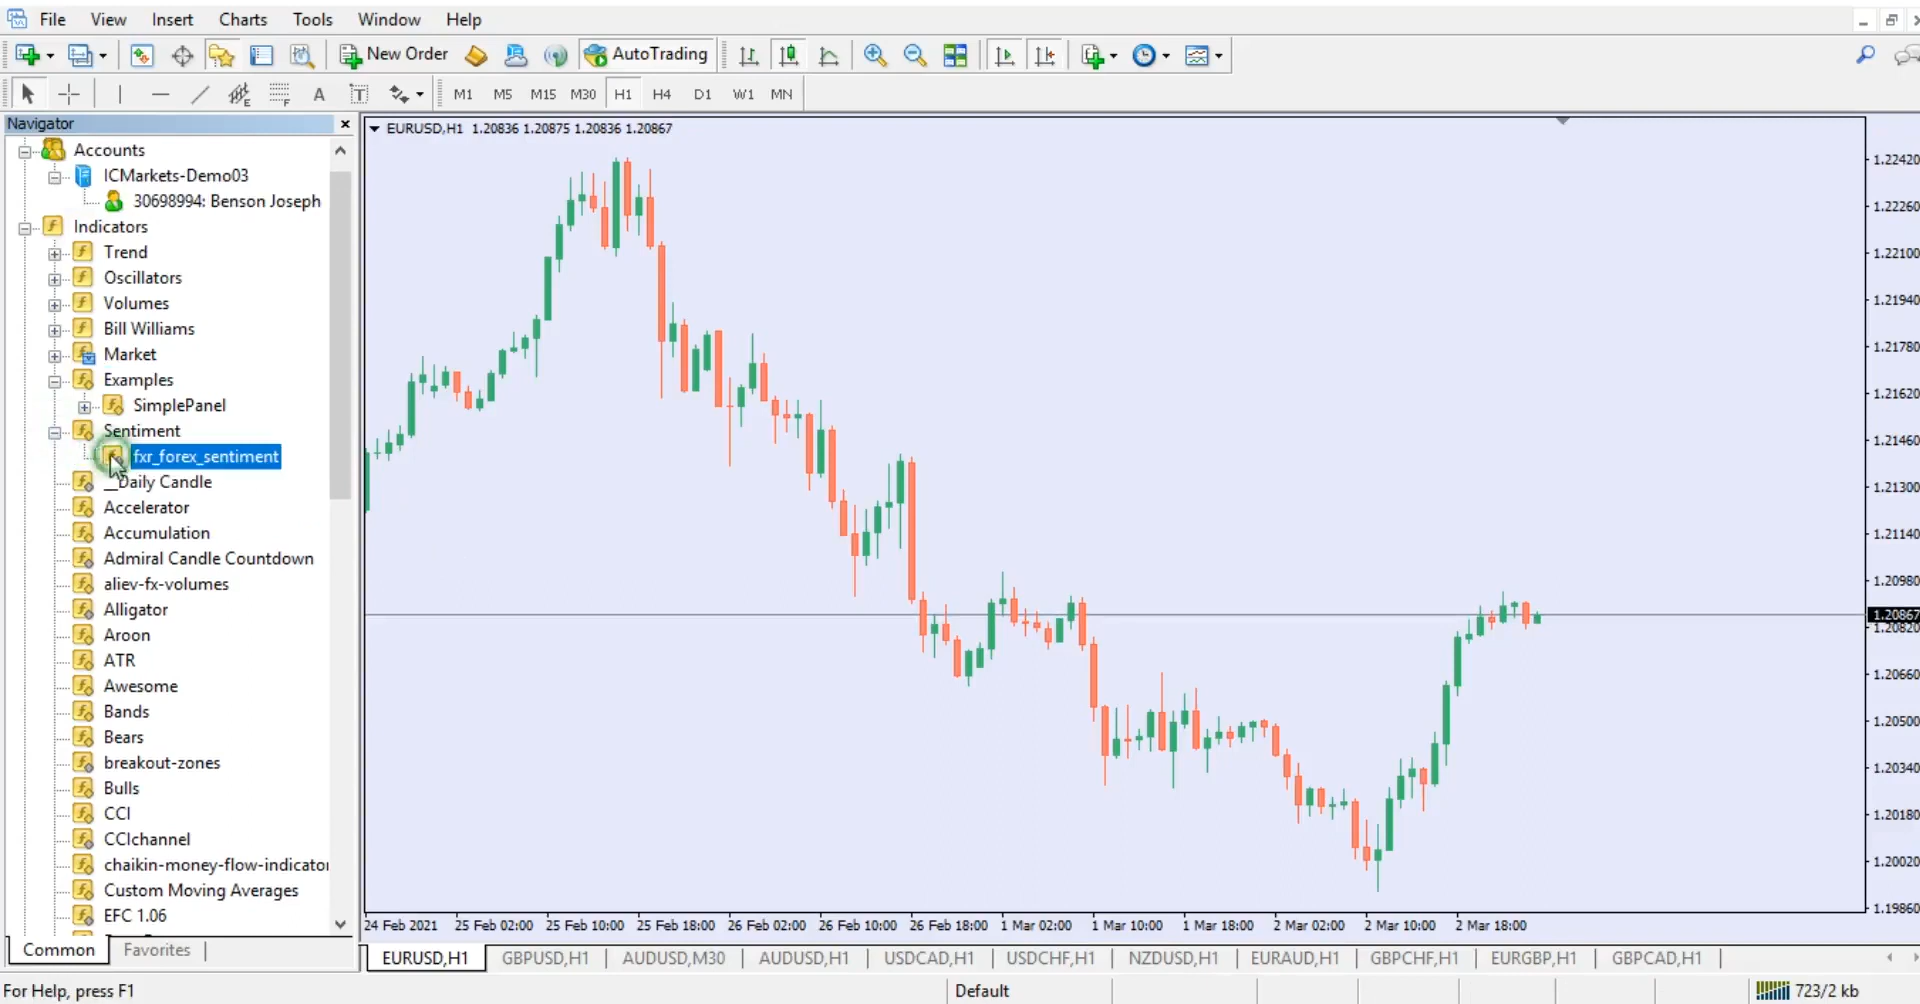 File View Insert Charts Tools Window Help
New Order AutoTrading
A T M1 M5 M15 M30 H1 H4 D1 W1 MN
Navigator
Accounts
ICMarkets-Demo03
30698994: Benson Joseph
Indicators
Trend
Oscillators
Volumes
Bill Williams
Market
Examples
SimplePanel
Sentiment
fxr_forex_sentiment
__Daily Candle
Accelerator
Accumulation
Admiral Candle Countdown
aliev-fx-volumes
Alligator
Aroon
ATR
Awesome
Bands
Bears
breakout-zones
Bulls
CCI
CCIchannel
chaikin-money-flow-indicator
Custom Moving Averages
EFC 1.06
Common Favorites
EURUSD,H1 1.20836 1.20875 1.20836 1.20867
1.22420
1.22260
1.22100
1.21940
1.21780
1.21620
1.21460
1.21300
1.21140
1.20980
1.20867
1.20820
1.20660
1.20500
1.20340
1.20180
1.20020
1.19860
24 Feb 2021 25 Feb 02:00 25 Feb 10:00 25 Feb 18:00 26 Feb 02:00 26 Feb 10:00 26 Feb 18:00 1 Mar 02:00 1 Mar 10:00 1 Mar 18:00 2 Mar 02:00 2 Mar 10:00 2 Mar 18:00
EURUSD,H1 GBPUSD,H1 AUDUSD,M30 AUDUSD,H1 USDCAD,H1 USDCHF,H1 NZDUSD,H1 EURAUD,H1 GBPCHF,H1 EURGBP,H1 GBPCAD,H1
For Help, press F1 Default 723/2 kb